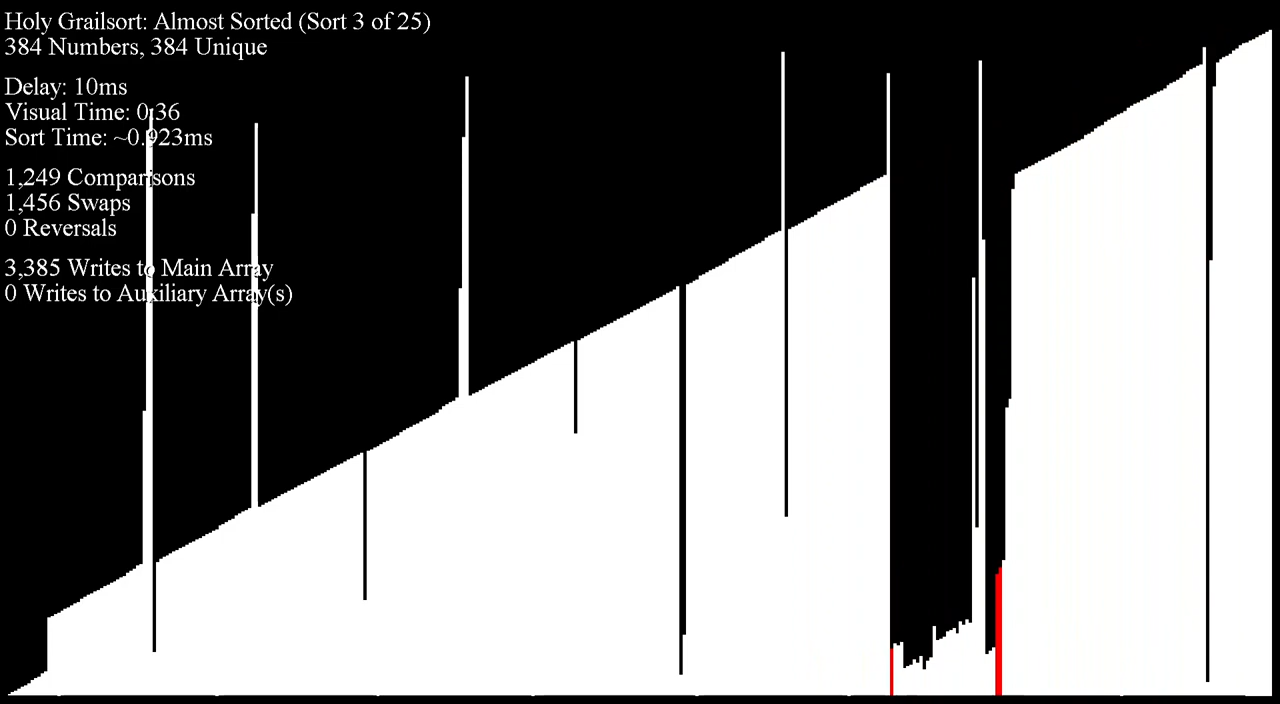 Holy Grailsort: Almost Sorted (Sort 3 of 25)
384 Numbers, 384 Unique
Delay: 10ms
Visual Time: 0:36
Sort Time: ~0.923ms
1,249 Comparisons
1,456 Swaps
0 Reversals
3,385 Writes to Main Array
0 Writes to Auxiliary Array(s)